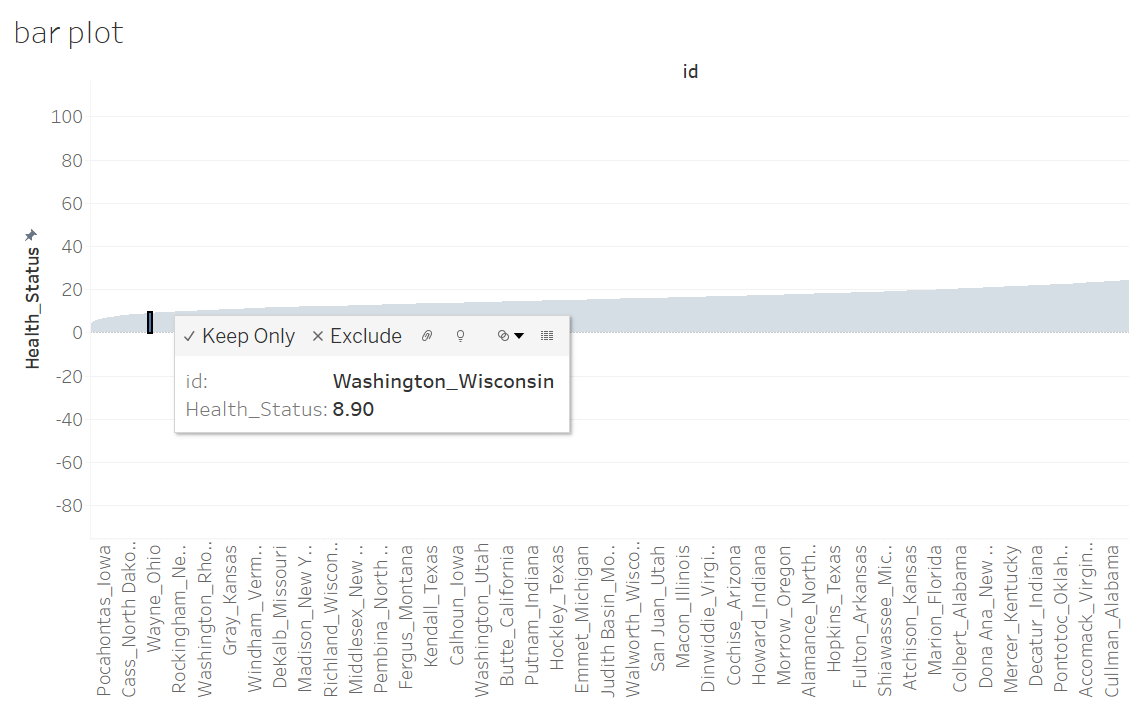 bar plot
id
100
80
60
40
20
0
-20
-40
-60
-80
Health_Status
Keep Only Exclude
id: Washington_Wisconsin
Health_Status: 8.90
Pocahontas_Iowa
Cass_North Dako..
Wayne_Ohio
Rockingham_Ne..
Washington_Rho..
Gray_Kansas
Windham_Verm..
DeKalb_Missouri
Madison_New Y..
Richland_Wiscon..
Middlesex_New ..
Pembina_North ..
Fergus_Montana
Kendall_Texas
Calhoun_Iowa
Washington_Utah
Butte_California
Putnam_Indiana
Hockley_Texas
Emmet_Michigan
Judith Basin_Mo..
Walworth_Wisco..
San Juan_Utah
Macon_Illinois
Dinwiddie_Virgi..
Cochise_Arizona
Howard_Indiana
Morrow_Oregon
Alamance_North..
Hopkins_Texas
Fulton_Arkansas
Shiawassee_Mic..
Atchison_Kansas
Marion_Florida
Colbert_Alabama
Dona Ana_New ..
Mercer_Kentucky
Decatur_Indiana
Pontotoc_Oklah..
Accomack_Virgin..
Cullman_Alabama